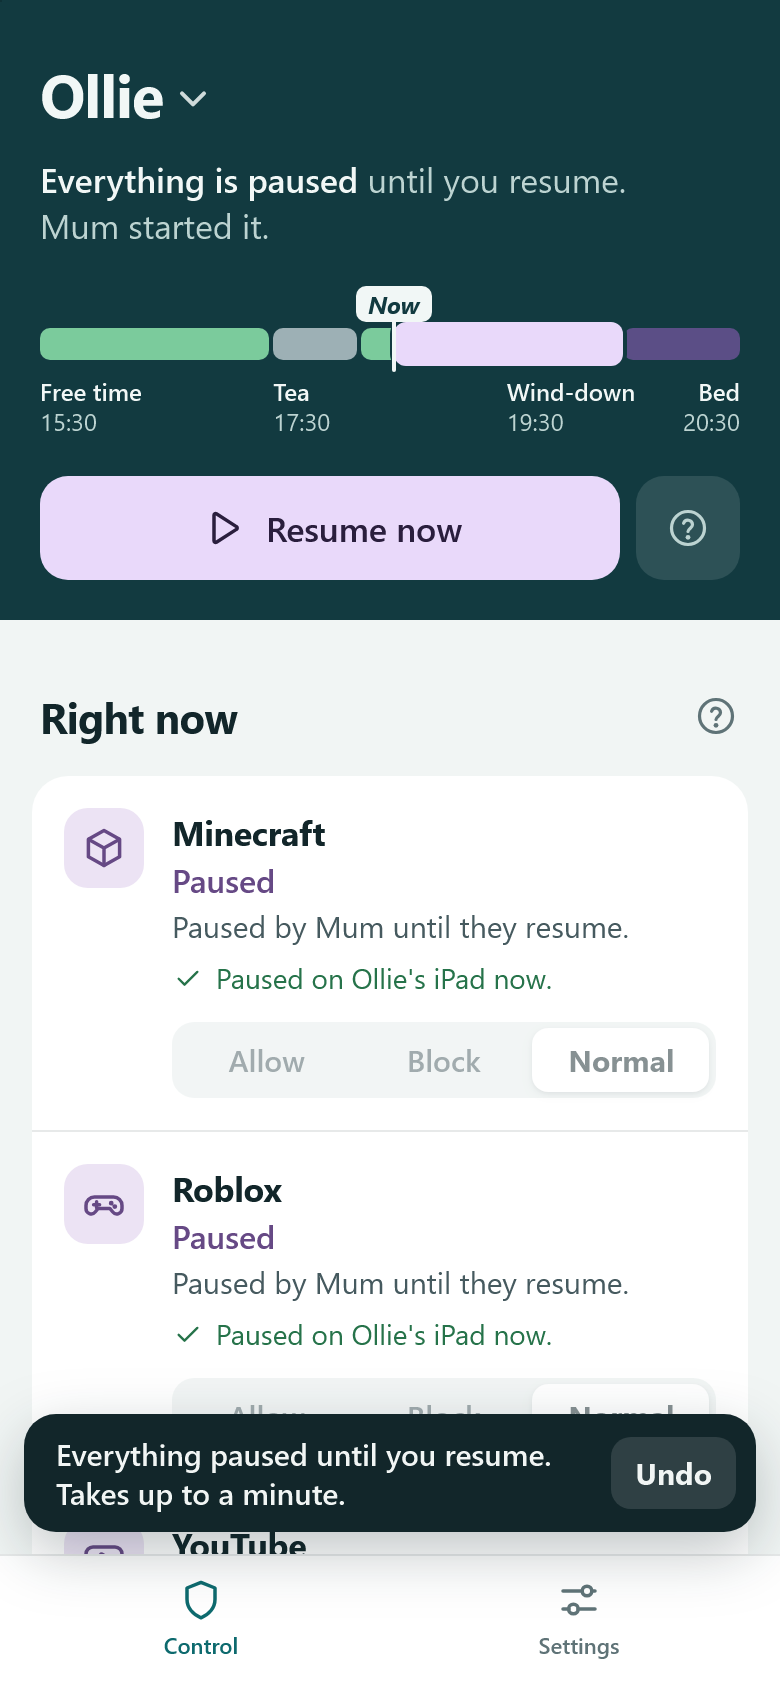 Ollie
Everything is paused until you resume.
Mum started it.
Now
Free time
15:30
Tea
17:30
Wind-down
19:30
Bed
20:30
Resume now
Right now
Minecraft
Paused
Paused by Mum until they resume.
Paused on Ollie's iPad now.
Allow
Block
Normal
Roblox
Paused
Paused by Mum until they resume.
Paused on Ollie's iPad now.
Allow
Block
Normal
Everything paused until you resume.
Takes up to a minute.
Undo
YouTube
Control
Settings